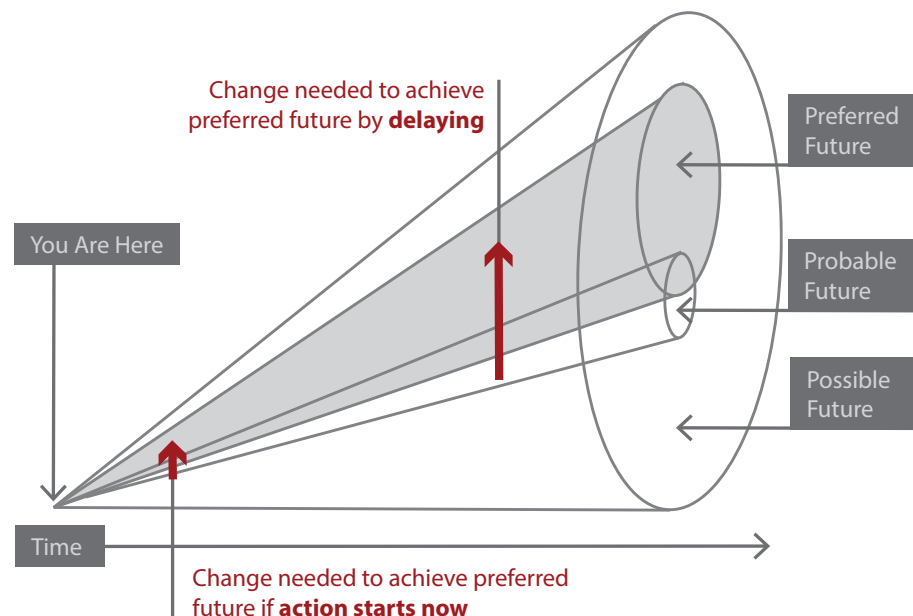 Change needed to achieve
preferred future by delaying
Preferred
Future
You Are Here
Probable
Future
Possible
Future
Time
Change needed to achieve preferred
future if action starts now